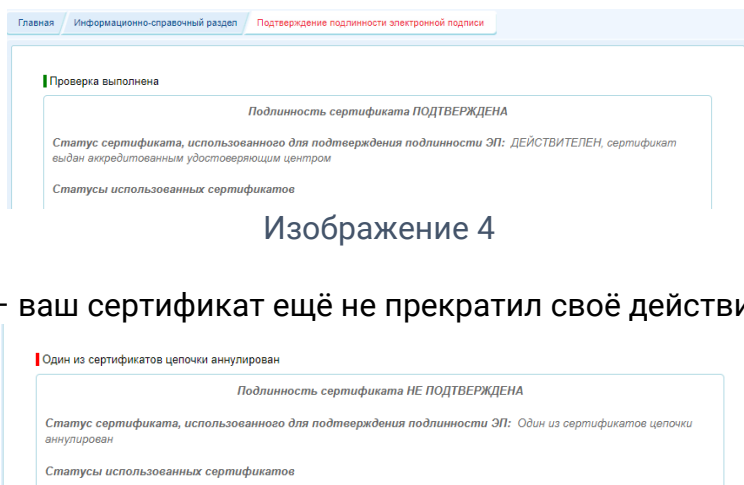 Главная Информационно-справочный раздел Подтверждение подлинности электронной подписи
Проверка выполнена
Подлинность сертификата ПОДТВЕРЖДЕНА
Статус сертификата, использованного для подтверждения подлинности ЭП: ДЕЙСТВИТЕЛЕН, сертификат
выдан аккредитованным удостоверяющим центром
Статусы использованных сертификатов
Изображение 4
- ваш сертификат ещё не прекратил своё действи
Один из сертификатов цепочки аннулирован
Подлинность сертификата НЕ ПОДТВЕРЖДЕНА
Статус сертификата, использованного для подтверждения подлинности ЭП: Один из сертификатов цепочки
аннулирован
Статусы использованных сертификатов